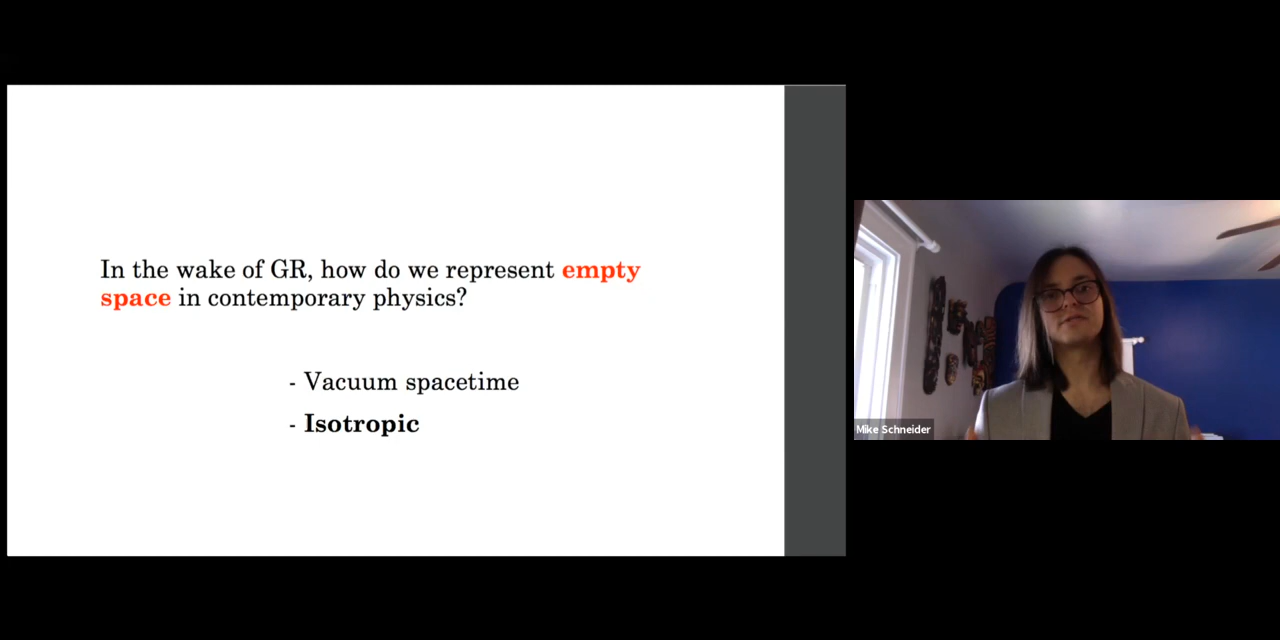 In the wake of GR, how do we represent empty
space in contemporary physics?
- Vacuum spacetime
- Isotropic
Mike Schneider